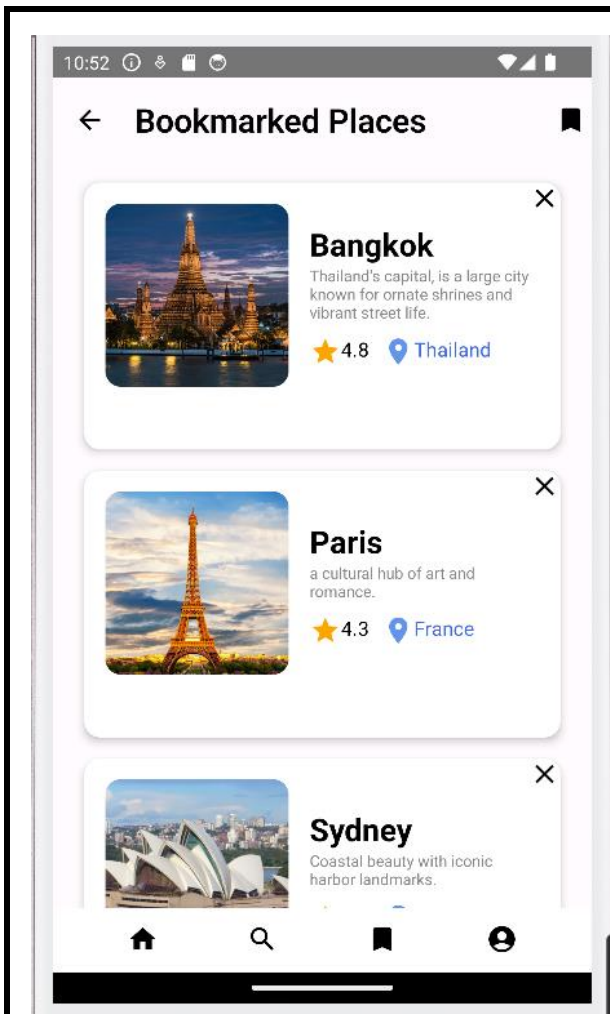 10:52
Bookmarked Places
Bangkok
Thailand's capital, is a large city
known for ornate shrines and
vibrant street life.
4.8 Thailand
Paris
a cultural hub of art and
romance.
4.3 France
Sydney
Coastal beauty with iconic
harbor landmarks.